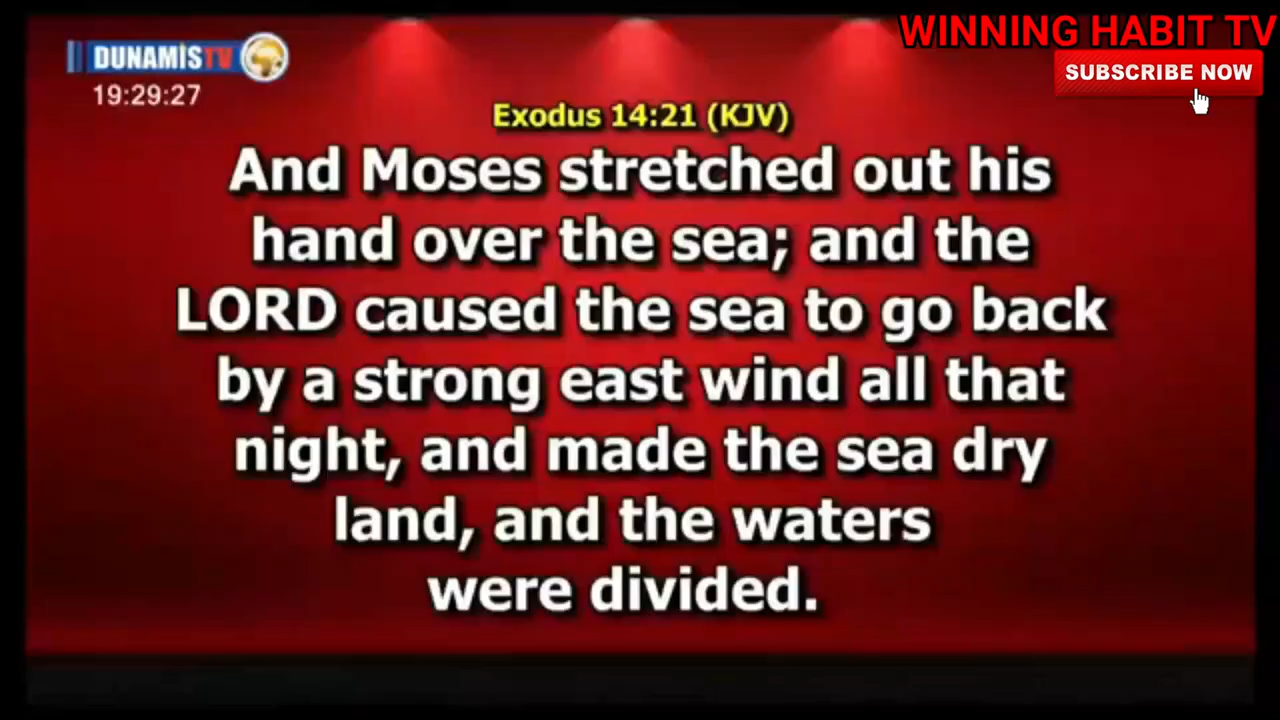 DUNAMIS TV
19:29:27
WINNING HABIT TV
SUBSCRIBE NOW
Exodus 14:21 (KJV)
And Moses stretched out his
hand over the sea; and the
LORD caused the sea to go back
by a strong east wind all that
night, and made the sea dry
land, and the waters
were divided.